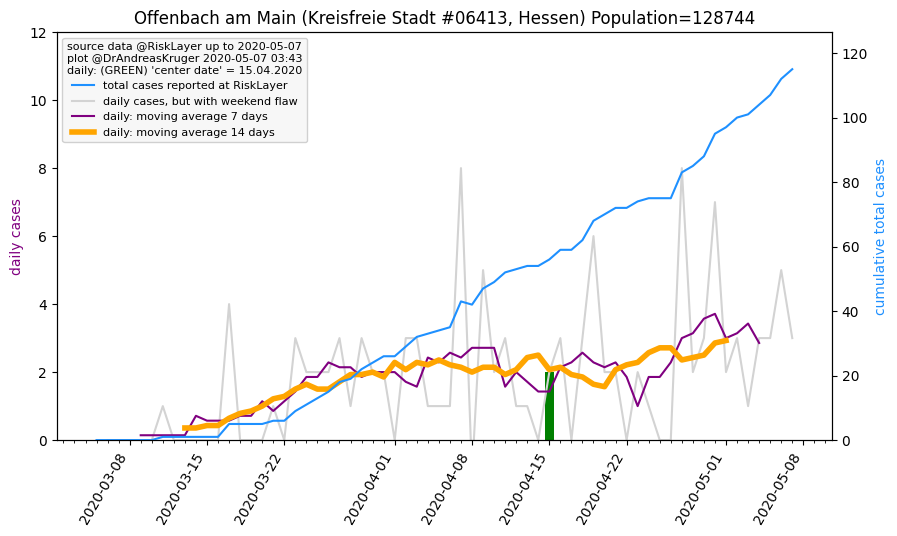 Offenbach am Main (Kreisfreie Stadt #06413, Hessen) Population=128744
source data @RiskLayer up to 2020-05-07
plot @DrAndreasKruger 2020-05-07 03:43
daily: (GREEN) 'center date' = 15.04.2020
total cases reported at RiskLayer
daily cases, but with weekend flaw
daily: moving average 7 days
daily: moving average 14 days
daily cases
12
10
8
6
4
2
0
cumulative total cases
120
100
80
60
40
20
0
2020-03-08
2020-03-15
2020-03-22
2020-04-01
2020-04-08
2020-04-15
2020-04-22
2020-05-01
2020-05-08